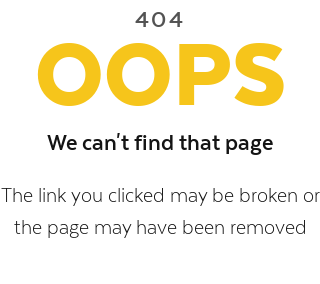 404
OOPS
We can't find that page
The link you clicked may be broken or
the page may have been removed